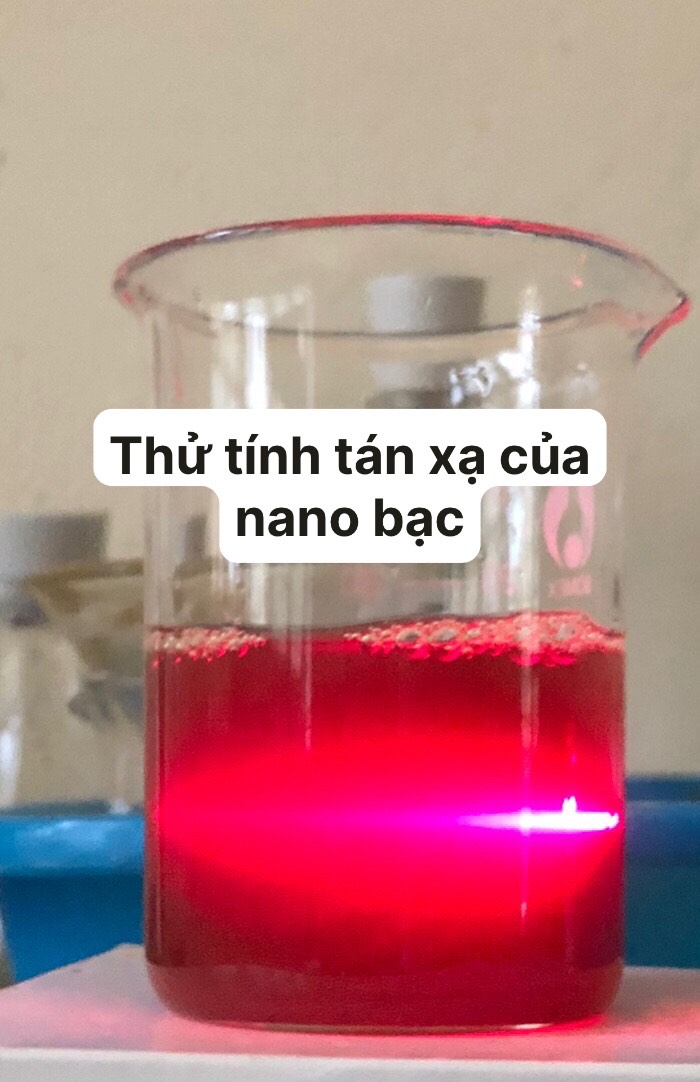 Thử tính tán xạ của
nano bạc